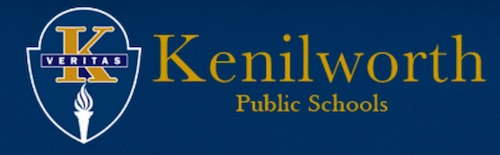 K
VERITAS
Kenilworth
Public Schools